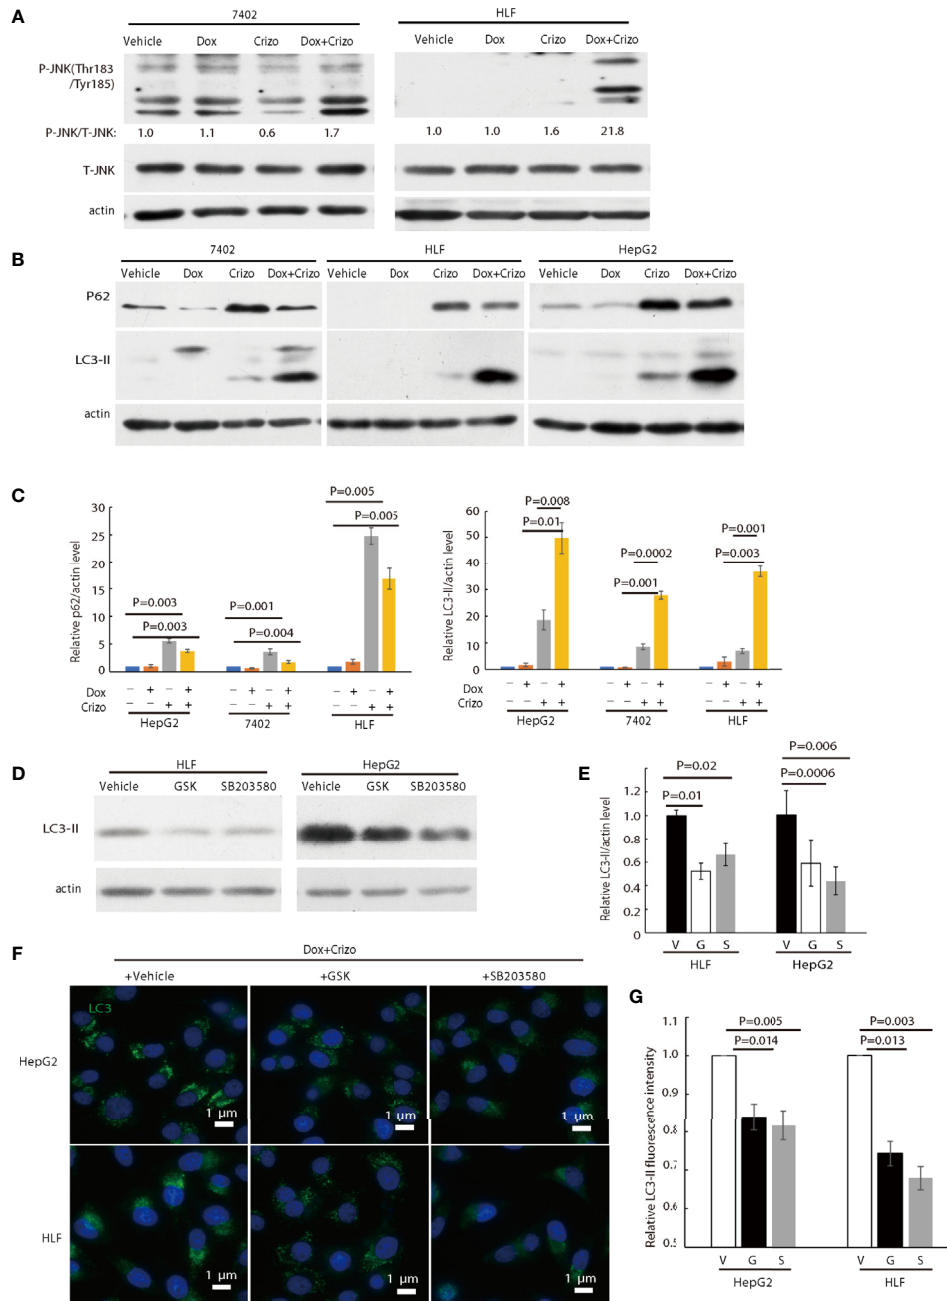 A
7402
HLF
Vehicle Dox Crizo Dox+Crizo
Vehicle Dox Crizo Dox+Crizo
P-JNK(Thr183
/Tyr185)
P-JNK/T-JNK: 1.0 1.1 0.6 1.7
1.0 1.0 1.6 21.8
T-JNK
actin
B
7402 HLF HepG2
Vehicle Dox Crizo Dox+Crizo Vehicle Dox Crizo Dox+Crizo Vehicle Dox Crizo Dox+Crizo
P62
LC3-II
actin
C
Relative p62/actin level
30
25
20
15
10
5
0
P=0.003
P=0.003
P=0.001
P=0.004
P=0.005
P=0.005
Dox − + − + − + − + − + − +
Crizo − − + + − − + + − − + +
HepG2 7402 HLF
Relative LC3-II/actin level
60
50
40
30
20
10
0
P=0.008
P=0.01
P=0.0002
P=0.001
P=0.001
P=0.003
Dox − + − + − + − + − + − +
Crizo − − + + − − + + − − + +
HepG2 7402 HLF
D
HLF HepG2
Vehicle GSK SB203580 Vehicle GSK SB203580
LC3-II
actin
E
Relative LC3-II/actin level
1.2
1.0
0.8
0.6
0.4
0.2
0
P=0.02
P=0.01
P=0.006
P=0.0006
V G S V G S
HLF HepG2
F
Dox+Crizo
+Vehicle +GSK +SB203580
LC3
HepG2
1 μm 1 μm 1 μm
HLF
1 μm 1 μm 1 μm
G
Relative LC3-II fluorescence intensity
1.1
1.0
0.9
0.8
0.7
0.6
0.5
P=0.005
P=0.014
P=0.003
P=0.013
V G S V G S
HepG2 HLF